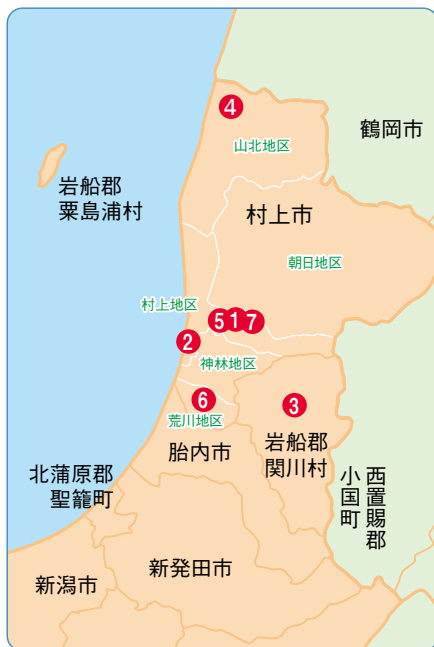 4
山北地区
鶴岡市
岩船郡
粟島浦村
村上市
朝日地区
村上地区
5
1
7
2
神林地区
6
3
荒川地区
胎内市
岩船郡
関川村
北蒲原郡
聖籠町
西置賜郡
小国町
新発田市
新潟市